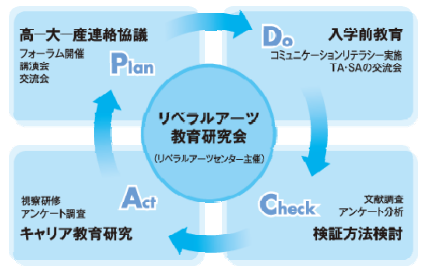 高ー大ー産連絡協議
フォーラム開催
講演会
交流会
Plan
Do
入学前教育
コミュニケーションリテラシー実施
TA・SAの交流会
リベラルアーツ
教育研究会
(リベラルアーツセンター主催)
視察研修
アンケート調査
キャリア教育研究
Act
Check
文献調査
アンケート分析
検証方法検討